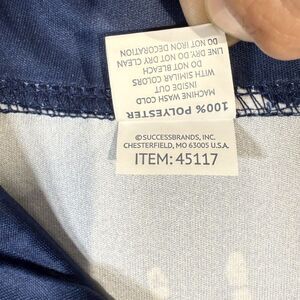 100% POLYESTER
MACHINE WASH COLD
INSIDE OUT
WITH SIMILAR COLORS
DO NOT BLEACH
LINE DRY. DO NOT DRY CLEAN
DO NOT IRON DECORATION
© SUCCESSBRANDS, INC.
CHESTERFIELD, MO 63005 U.S.A.
ITEM: 45117